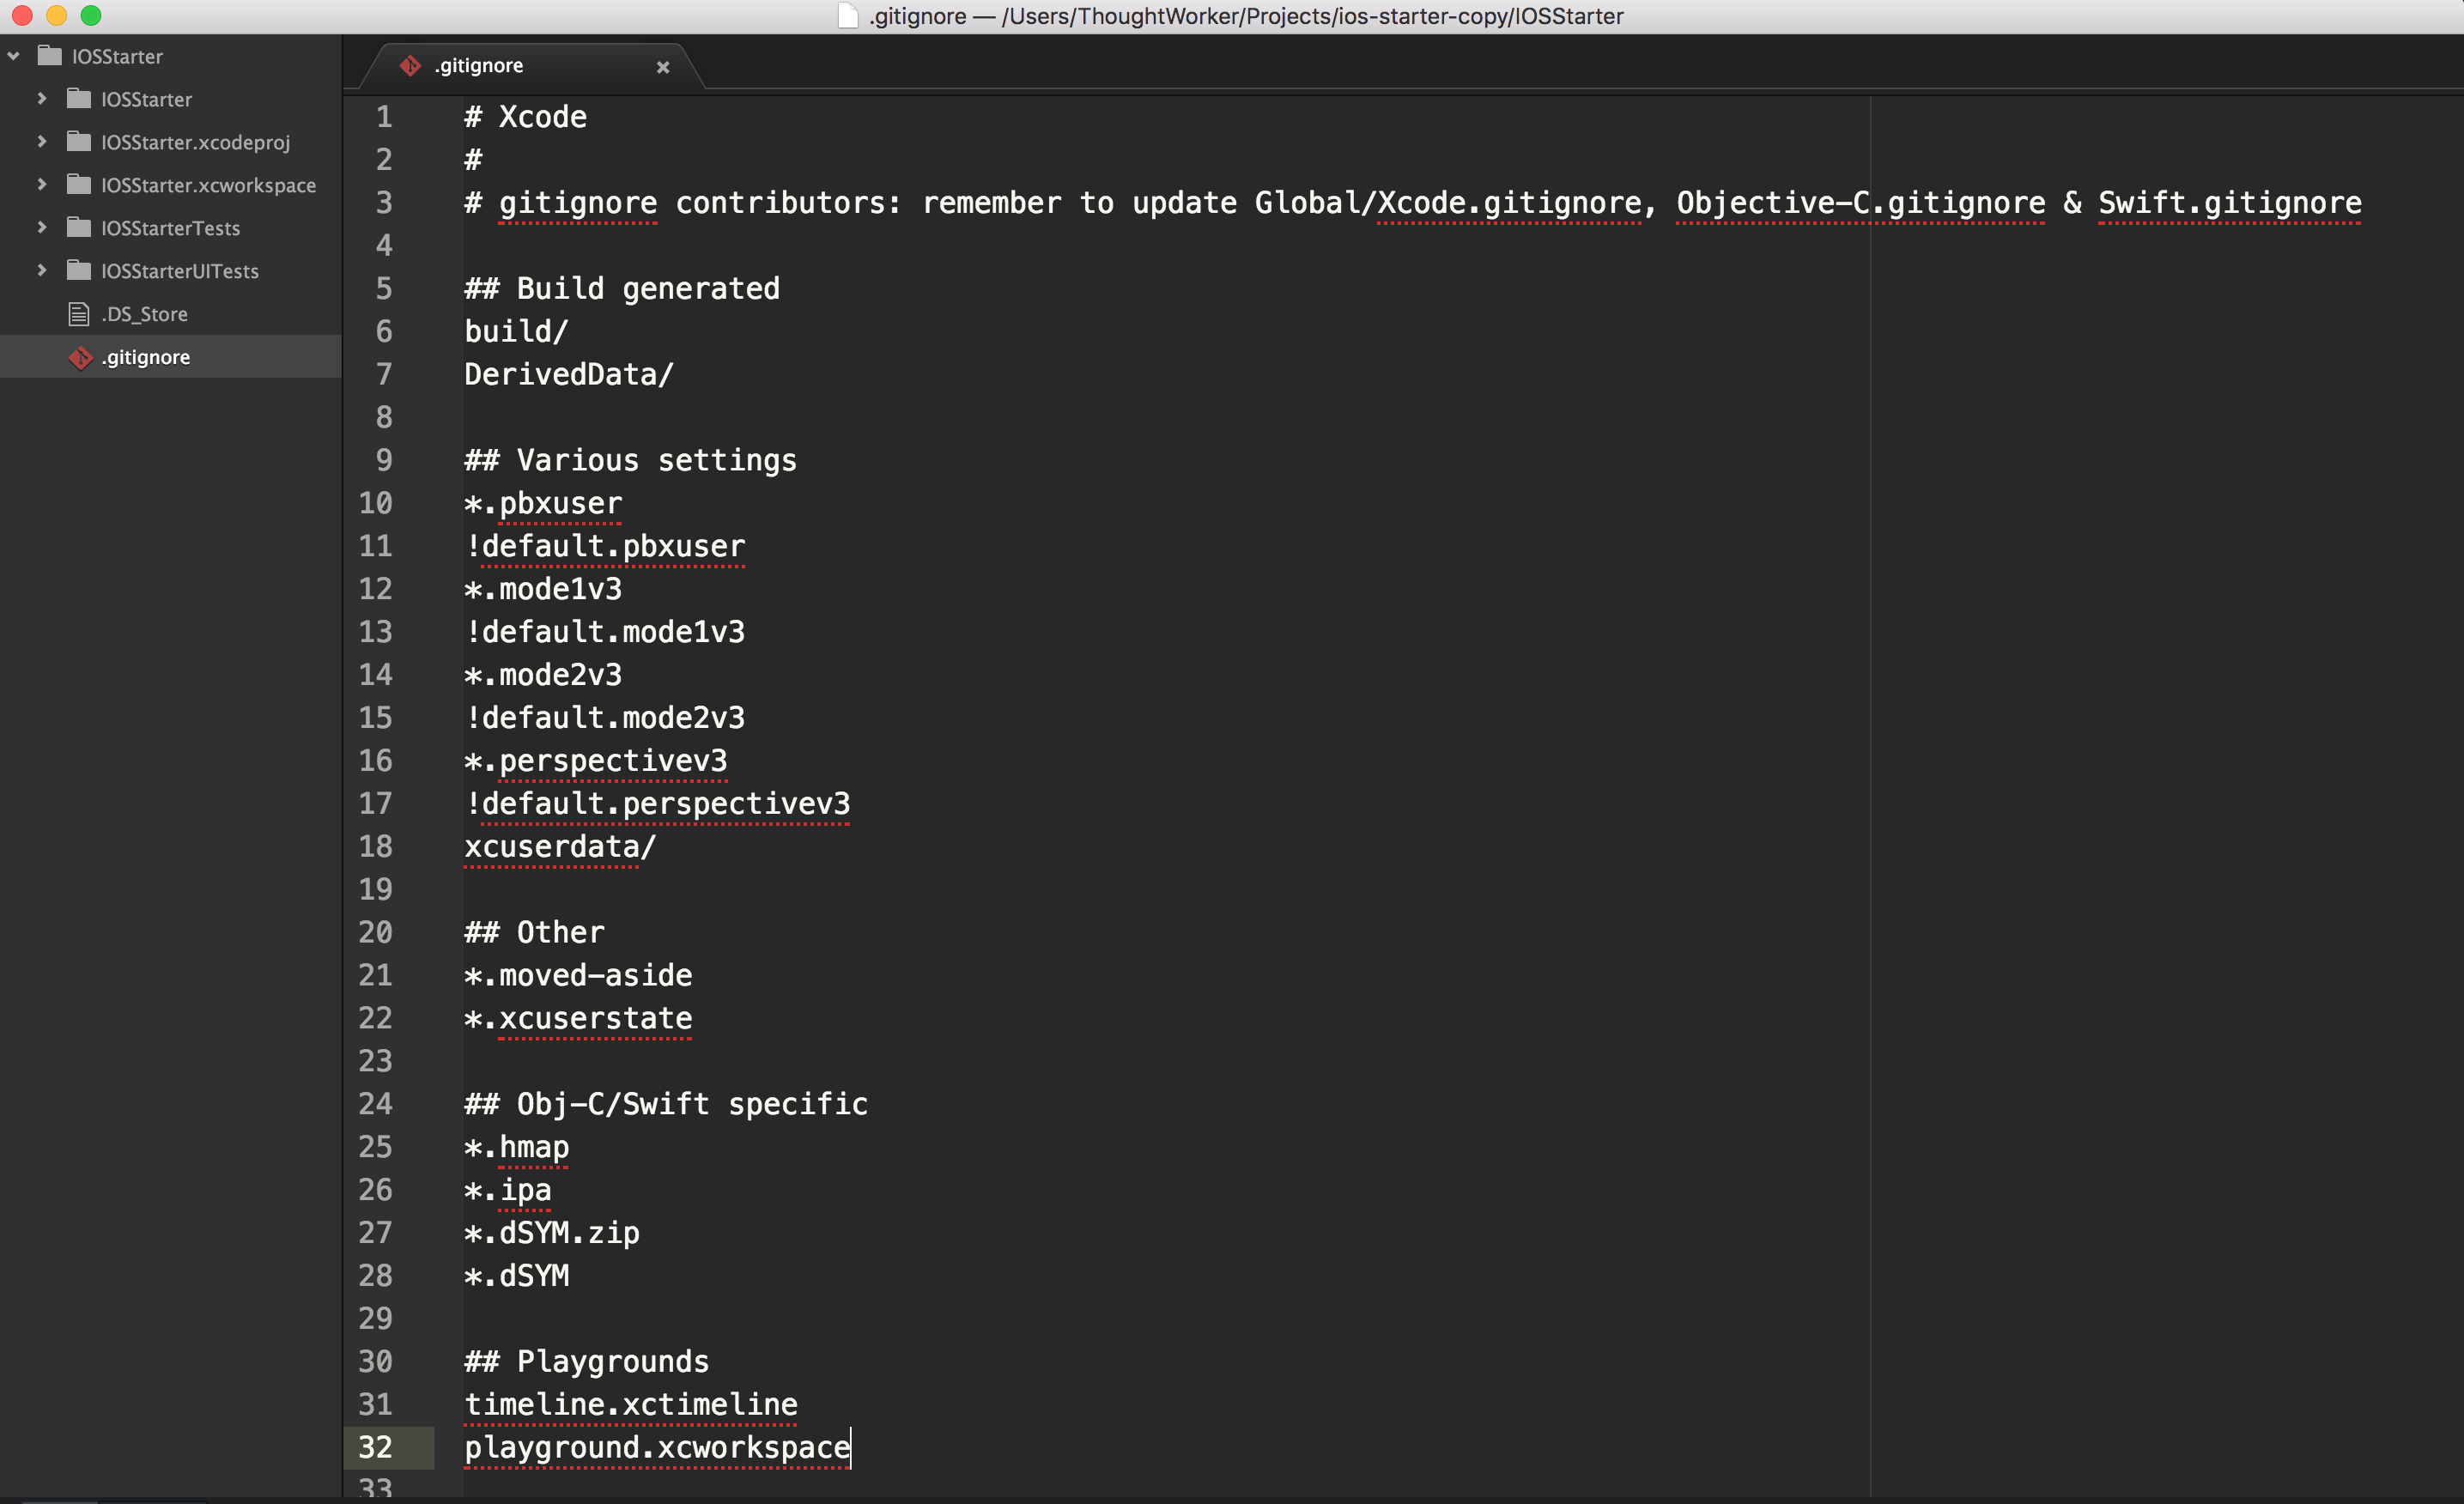 .gitignore — /Users/ThoughtWorker/Projects/ios-starter-copy/IOSStarter
IOSStarter
IOSStarter
IOSStarter.xcodeproj
IOSStarter.xcworkspace
IOSStarterTests
IOSStarterUITests
.DS_Store
.gitignore
.gitignore
1 # Xcode
2 #
3 # gitignore contributors: remember to update Global/Xcode.gitignore, Objective-C.gitignore & Swift.gitignore
4
5 ## Build generated
6 build/
7 DerivedData/
8
9 ## Various settings
10 *.pbxuser
11 !default.pbxuser
12 *.mode1v3
13 !default.mode1v3
14 *.mode2v3
15 !default.mode2v3
16 *.perspectivev3
17 !default.perspectivev3
18 xcuserdata/
19
20 ## Other
21 *.moved-aside
22 *.xcuserstate
23
24 ## Obj-C/Swift specific
25 *.hmap
26 *.ipa
27 *.dSYM.zip
28 *.dSYM
29
30 ## Playgrounds
31 timeline.xctimeline
32 playground.xcworkspace
33